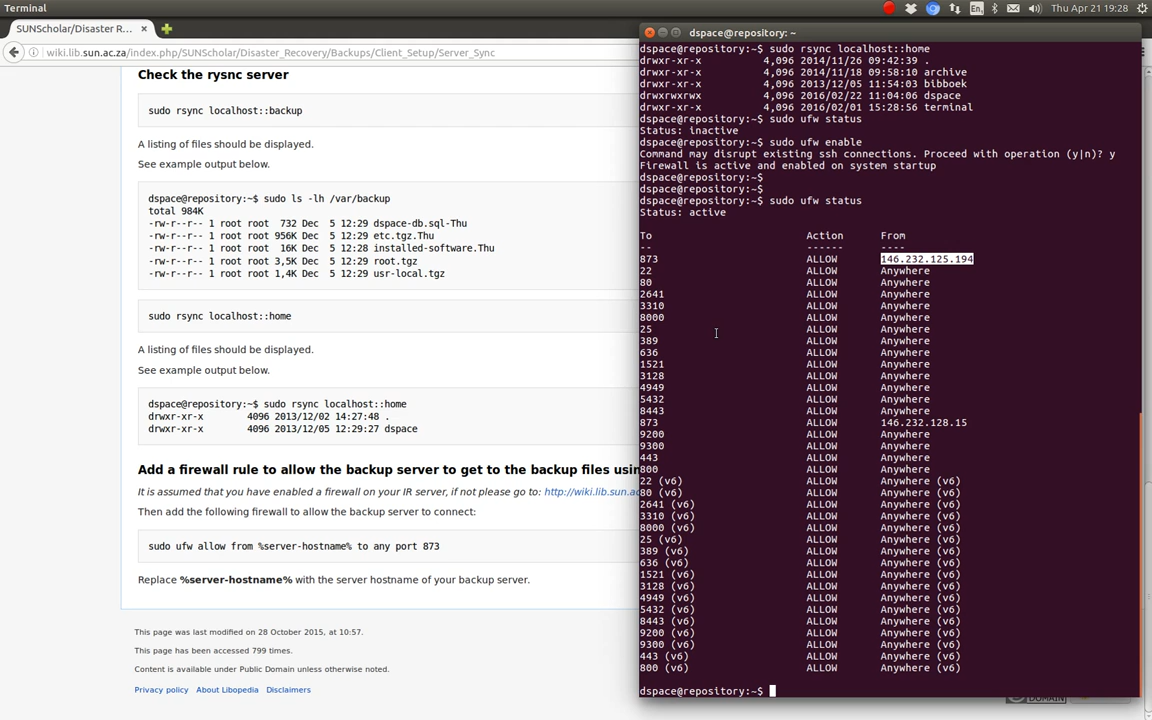 Terminal
En
Thu Apr 21 19:28
SUNScholar/Disaster R...
wiki.lib.sun.ac.za/index.php/SUNScholar/Disaster_Recovery/Backups/Client_Setup/Server_Sync
Check the rysnc server
sudo rsync localhost::backup
A listing of files should be displayed.
See example output below.
dspace@repository:~$ sudo ls -lh /var/backup
total 984K
-rw-r--r-- 1 root root  732 Dec  5 12:29 dspace-db.sql-Thu
-rw-r--r-- 1 root root 956K Dec  5 12:29 etc.tgz.Thu
-rw-r--r-- 1 root root  16K Dec  5 12:28 installed-software.Thu
-rw-r--r-- 1 root root 3,5K Dec  5 12:29 root.tgz
-rw-r--r-- 1 root root 1,4K Dec  5 12:29 usr-local.tgz
sudo rsync localhost::home
A listing of files should be displayed.
See example output below.
dspace@repository:~$ sudo rsync localhost::home
drwxr-xr-x        4096 2013/12/02 14:27:48 .
drwxr-xr-x        4096 2013/12/05 12:29:27 dspace
Add a firewall rule to allow the backup server to get to the backup files usin
It is assumed that you have enabled a firewall on your IR server, if not please go to: http://wiki.lib.sun.a
Then add the following firewall to allow the backup server to connect:
sudo ufw allow from %server-hostname% to any port 873
Replace %server-hostname% with the server hostname of your backup server.
This page was last modified on 28 October 2015, at 10:57.
This page has been accessed 799 times.
Content is available under Public Domain unless otherwise noted.
Privacy policy About Libopedia Disclaimers
dspace@repository: ~
dspace@repository:~$ sudo rsync localhost::home
drwxr-xr-x          4,096 2014/11/26 09:42:39 .
drwxr-xr-x          4,096 2014/11/18 09:58:10 archive
drwxr-xr-x          4,096 2013/12/05 11:54:03 bibboek
drwxrwxrwx          4,096 2016/02/22 11:04:06 dspace
drwxr-xr-x          4,096 2016/02/01 15:28:56 terminal
dspace@repository:~$ sudo ufw status
Status: inactive
dspace@repository:~$ sudo ufw enable
Command may disrupt existing ssh connections. Proceed with operation (y|n)? y
Firewall is active and enabled on system startup
dspace@repository:~$
dspace@repository:~$
dspace@repository:~$ sudo ufw status
Status: active
To                         Action      From
--                         ------      ----
873                        ALLOW       146.232.125.194
22                         ALLOW       Anywhere
80                         ALLOW       Anywhere
2641                       ALLOW       Anywhere
3310                       ALLOW       Anywhere
8000                       ALLOW       Anywhere
25                         ALLOW       Anywhere
389                        ALLOW       Anywhere
636                        ALLOW       Anywhere
1521                       ALLOW       Anywhere
3128                       ALLOW       Anywhere
4949                       ALLOW       Anywhere
5432                       ALLOW       Anywhere
8443                       ALLOW       Anywhere
873                        ALLOW       146.232.128.15
9200                       ALLOW       Anywhere
9300                       ALLOW       Anywhere
443                        ALLOW       Anywhere
800                        ALLOW       Anywhere
22 (v6)                    ALLOW       Anywhere (v6)
80 (v6)                    ALLOW       Anywhere (v6)
2641 (v6)                  ALLOW       Anywhere (v6)
3310 (v6)                  ALLOW       Anywhere (v6)
8000 (v6)                  ALLOW       Anywhere (v6)
25 (v6)                    ALLOW       Anywhere (v6)
389 (v6)                   ALLOW       Anywhere (v6)
636 (v6)                   ALLOW       Anywhere (v6)
1521 (v6)                  ALLOW       Anywhere (v6)
3128 (v6)                  ALLOW       Anywhere (v6)
4949 (v6)                  ALLOW       Anywhere (v6)
5432 (v6)                  ALLOW       Anywhere (v6)
8443 (v6)                  ALLOW       Anywhere (v6)
9200 (v6)                  ALLOW       Anywhere (v6)
9300 (v6)                  ALLOW       Anywhere (v6)
443 (v6)                   ALLOW       Anywhere (v6)
800 (v6)                   ALLOW       Anywhere (v6)
dspace@repository:~$
DOMAIN